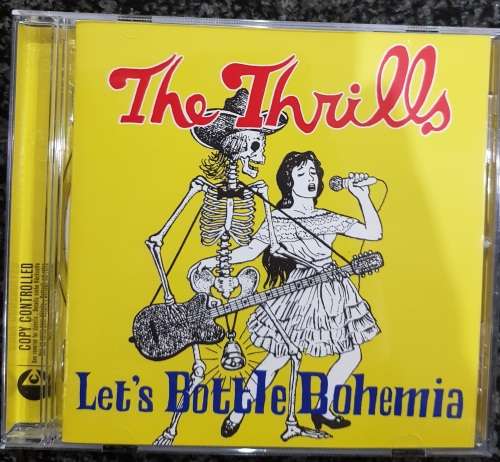 The Thrills
Let's Bottle Bohemia
COPY CONTROLLED